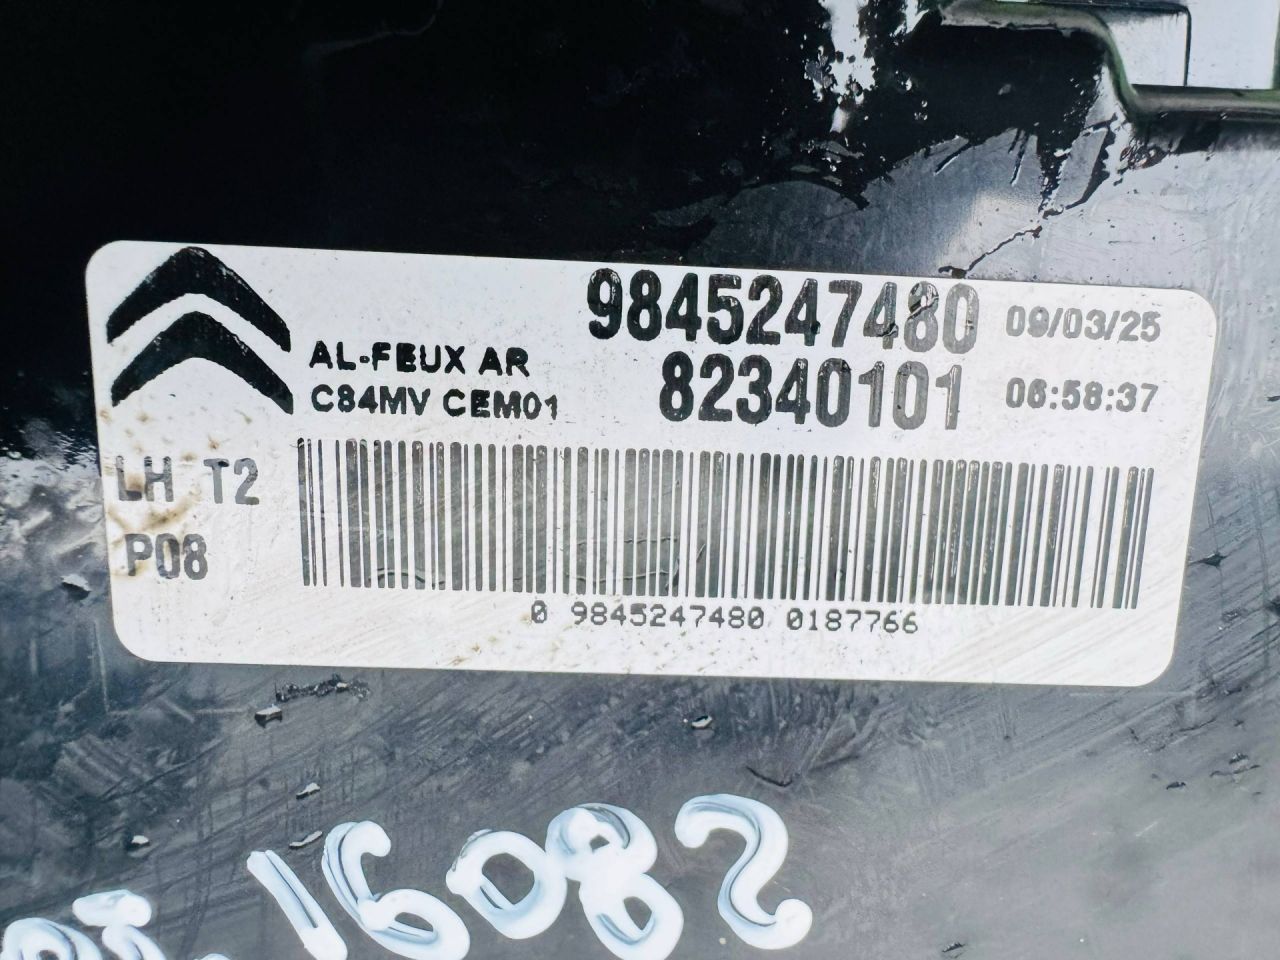 9845247480 09/03/25
AL-FEUX AR 82340101 06:58:37
C84MV CEM01
LH T2
P08
0 9845247480 0187766
16082